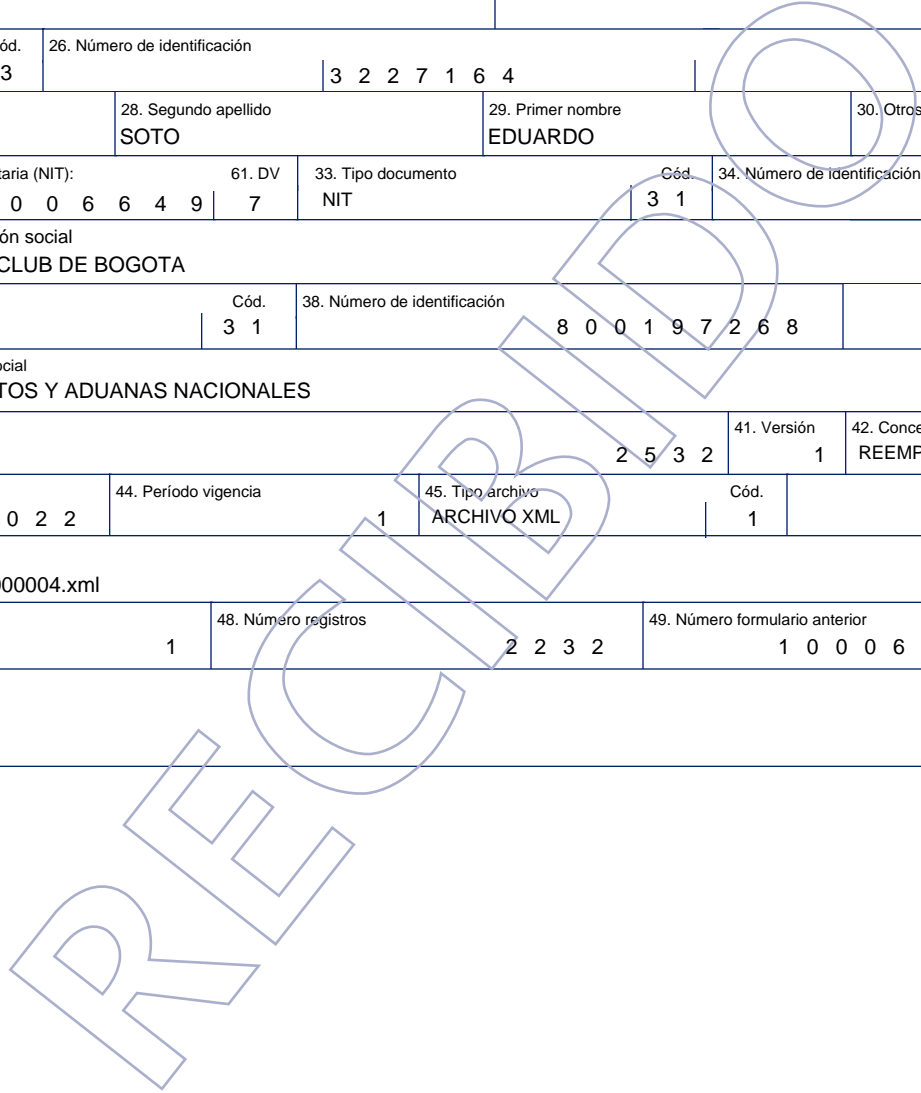 ód. 26. Número de identificación
3 3 2 2 7 1 6 4
28. Segundo apellido 29. Primer nombre 30. Otros
SOTO EDUARDO
taria (NIT): 61. DV 33. Tipo documento Cód. 34. Número de identificación
0 0 6 6 4 9 7 NIT 3 1
ón social
CLUB DE BOGOTA
Cód. 38. Número de identificación
3 1 8 0 0 1 9 7 2 6 8
ocial
TOS Y ADUANAS NACIONALES
41. Versión 42. Conce
2 5 3 2 1 REEMP
44. Período vigencia 45. Tipo archivo Cód.
0 2 2 1 ARCHIVO XML 1
000004.xml
48. Número registros 49. Número formulario anterior
1 2 2 3 2 1 0 0 0 6
RECIBIDO